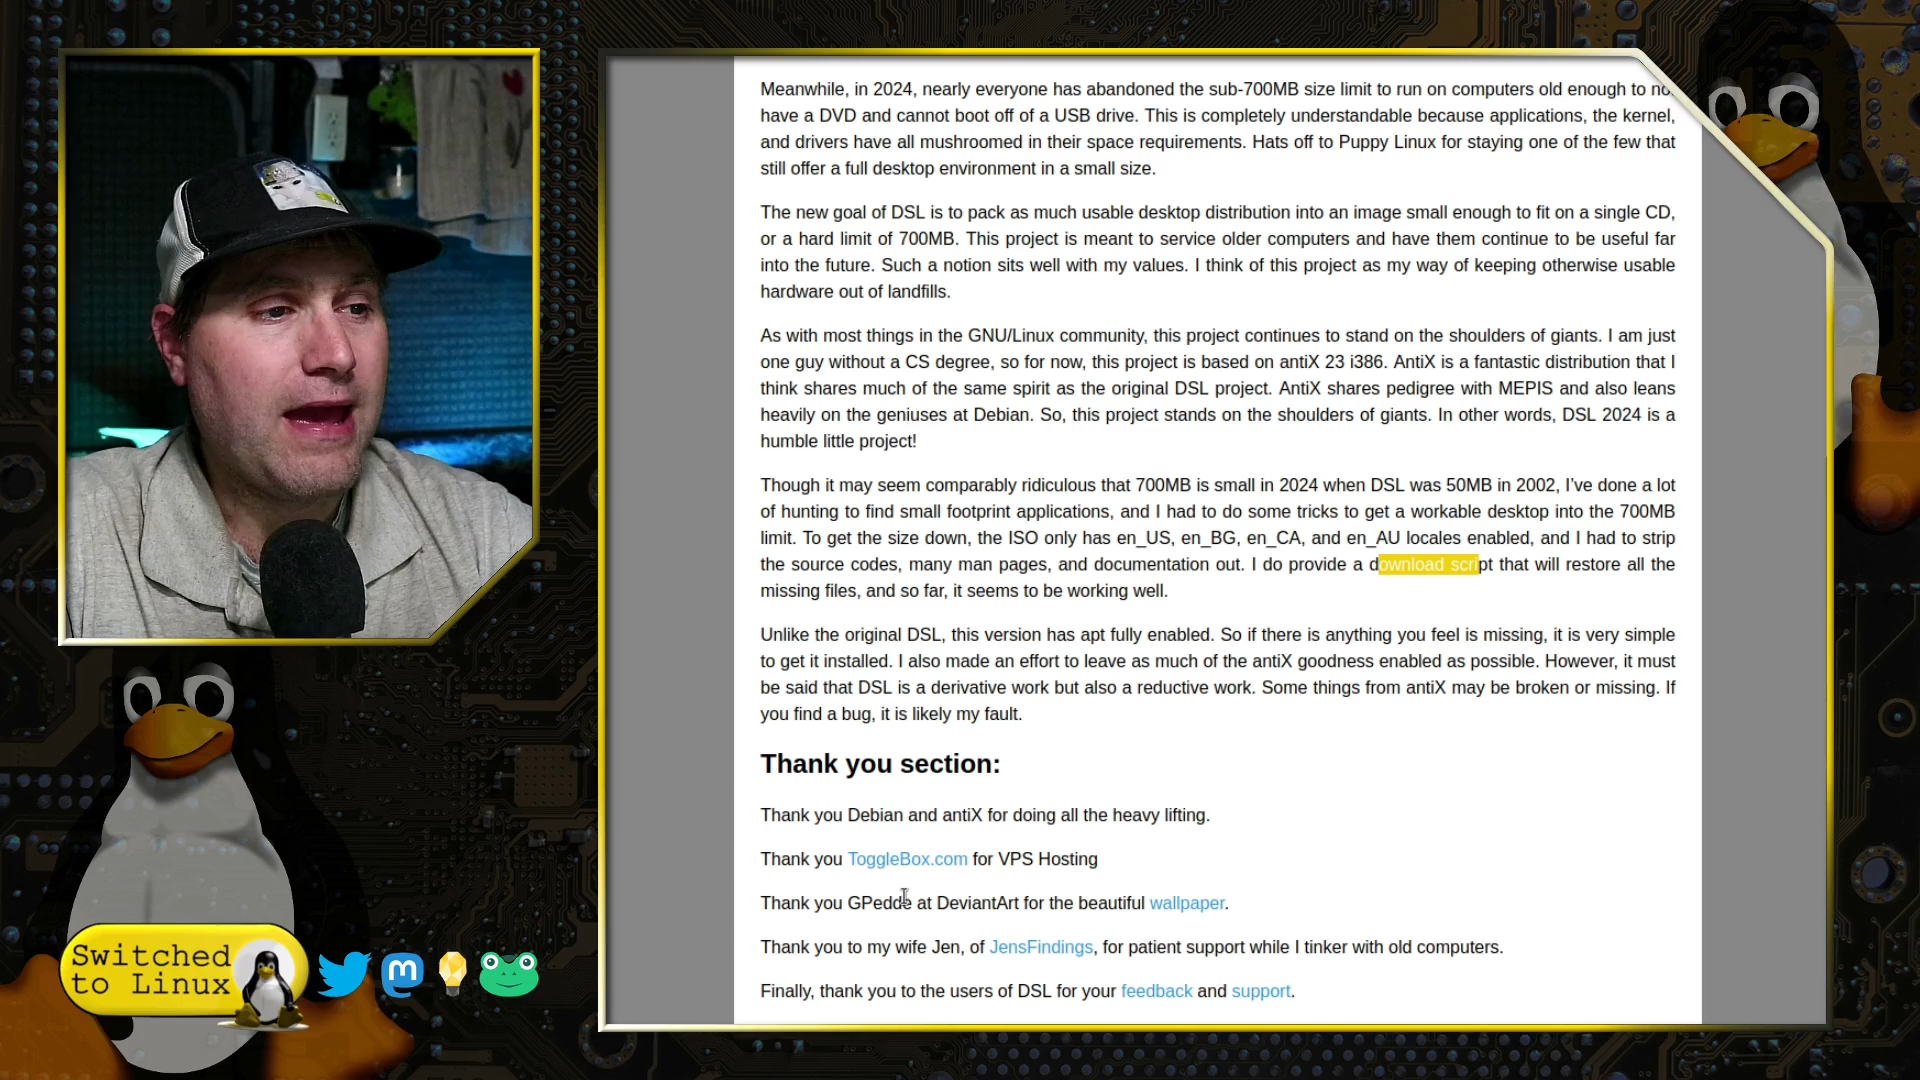 Meanwhile, in 2024, nearly everyone has abandoned the sub-700MB size limit to run on computers old enough to no
have a DVD and cannot boot off of a USB drive. This is completely understandable because applications, the kernel,
and drivers have all mushroomed in their space requirements. Hats off to Puppy Linux for staying one of the few that
still offer a full desktop environment in a small size.
The new goal of DSL is to pack as much usable desktop distribution into an image small enough to fit on a single CD,
or a hard limit of 700MB. This project is meant to service older computers and have them continue to be useful far
into the future. Such a notion sits well with my values. I think of this project as my way of keeping otherwise usable
hardware out of landfills.
As with most things in the GNU/Linux community, this project continues to stand on the shoulders of giants. I am just
one guy without a CS degree, so for now, this project is based on antiX 23 i386. AntiX is a fantastic distribution that I
think shares much of the same spirit as the original DSL project. AntiX shares pedigree with MEPIS and also leans
heavily on the geniuses at Debian. So, this project stands on the shoulders of giants. In other words, DSL 2024 is a
humble little project!
Though it may seem comparably ridiculous that 700MB is small in 2024 when DSL was 50MB in 2002, I've done a lot
of hunting to find small footprint applications, and I had to do some tricks to get a workable desktop into the 700MB
limit. To get the size down, the ISO only has en_US, en_BG, en_CA, and en_AU locales enabled, and I had to strip
the source codes, many man pages, and documentation out. I do provide a download script that will restore all the
missing files, and so far, it seems to be working well.
Unlike the original DSL, this version has apt fully enabled. So if there is anything you feel is missing, it is very simple
to get it installed. I also made an effort to leave as much of the antiX goodness enabled as possible. However, it must
be said that DSL is a derivative work but also a reductive work. Some things from antiX may be broken or missing. If
you find a bug, it is likely my fault.
Thank you section:
Thank you Debian and antiX for doing all the heavy lifting.
Thank you ToggleBox.com for VPS Hosting
Thank you GPedde at DeviantArt for the beautiful wallpaper.
Thank you to my wife Jen, of JensFindings, for patient support while I tinker with old computers.
Finally, thank you to the users of DSL for your feedback and support.
Switched
to Linux
m